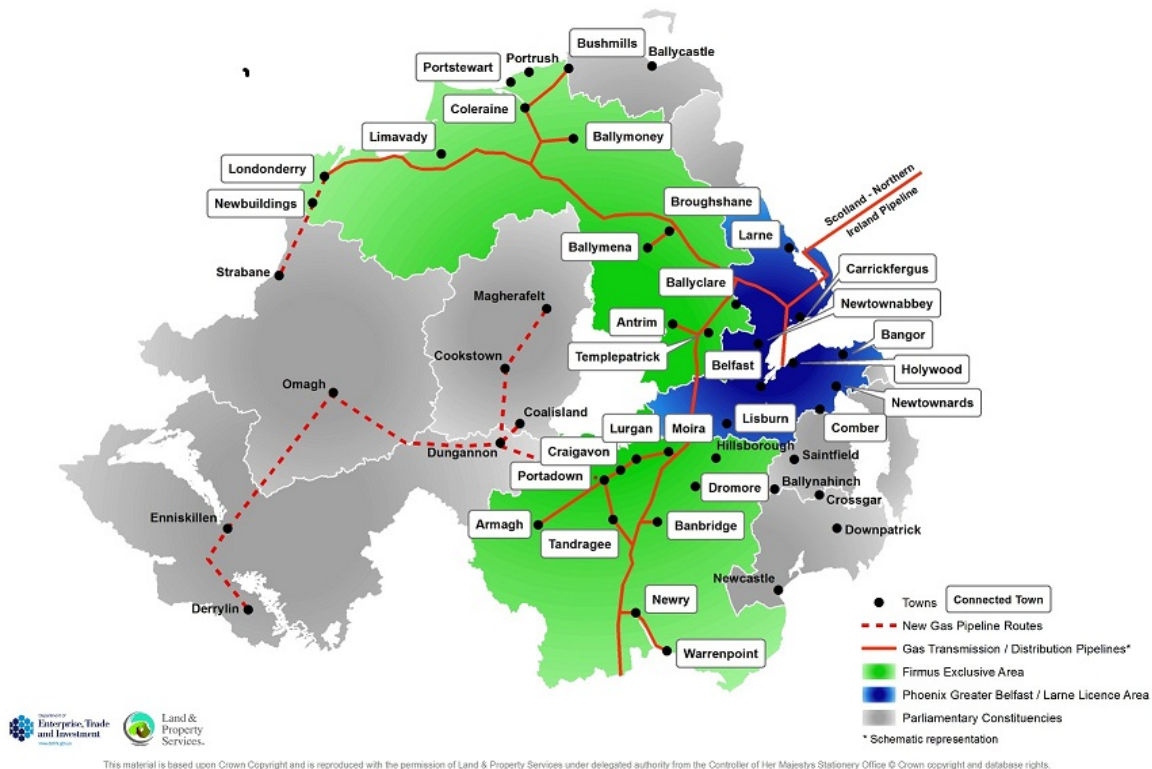 Bushmills
Portrush
Ballycastle
Portstewart
Coleraine
Limavady
Ballymoney
Londonderry
Scotland - Northern
Ireland Pipeline
Newbuildings
Broughshane
Larne
Ballymena
Strabane
Carrickfergus
Ballyclare
Magherafelt
Newtownabbey
Antrim
Bangor
Templepatrick
Cookstown
Belfast
Holywood
Omagh
Newtownards
Coalisland
Lisburn
Lurgan
Moira
Comber
Dungannon
Craigavon
Hillsborough
Saintfield
Portadown
Dromore
Ballynahinch
Crossgar
Enniskillen
Armagh
Banbridge
Downpatrick
Tandragee
Newcastle
Derrylin
Newry
Warrenpoint
Towns
Connected Town
New Gas Pipeline Routes
Gas Transmission / Distribution Pipelines*
Firmus Exclusive Area
Phoenix Greater Belfast / Larne Licence Area
Parliamentary Constituencies
* Schematic representation
Department of
Enterprise, Trade
and Investment
www.detini.gov.uk
Land &
Property
Services.
This material is based upon Crown Copyright and is reproduced with the permission of Land & Property Services under delegated authority from the Controller of Her Majestys Stationery Office © Crown copyright and database rights.